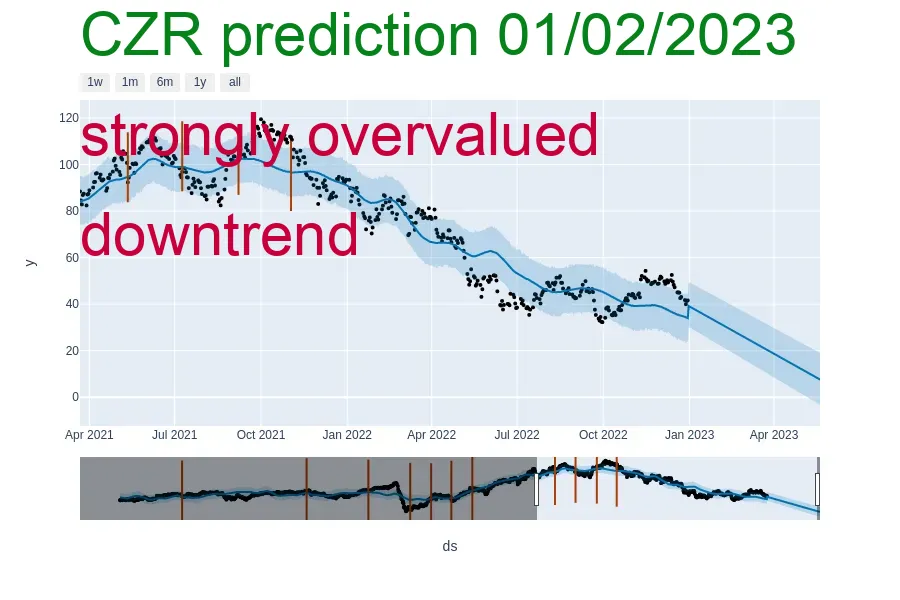 CZR prediction 01/02/2023
1w 1m 6m 1y all
120
strongly overvalued
100
80
downtrend
60
y
40
20
0
Apr 2021 Jul 2021 Oct 2021 Jan 2022 Apr 2022 Jul 2022 Oct 2022 Jan 2023 Apr 2023
ds